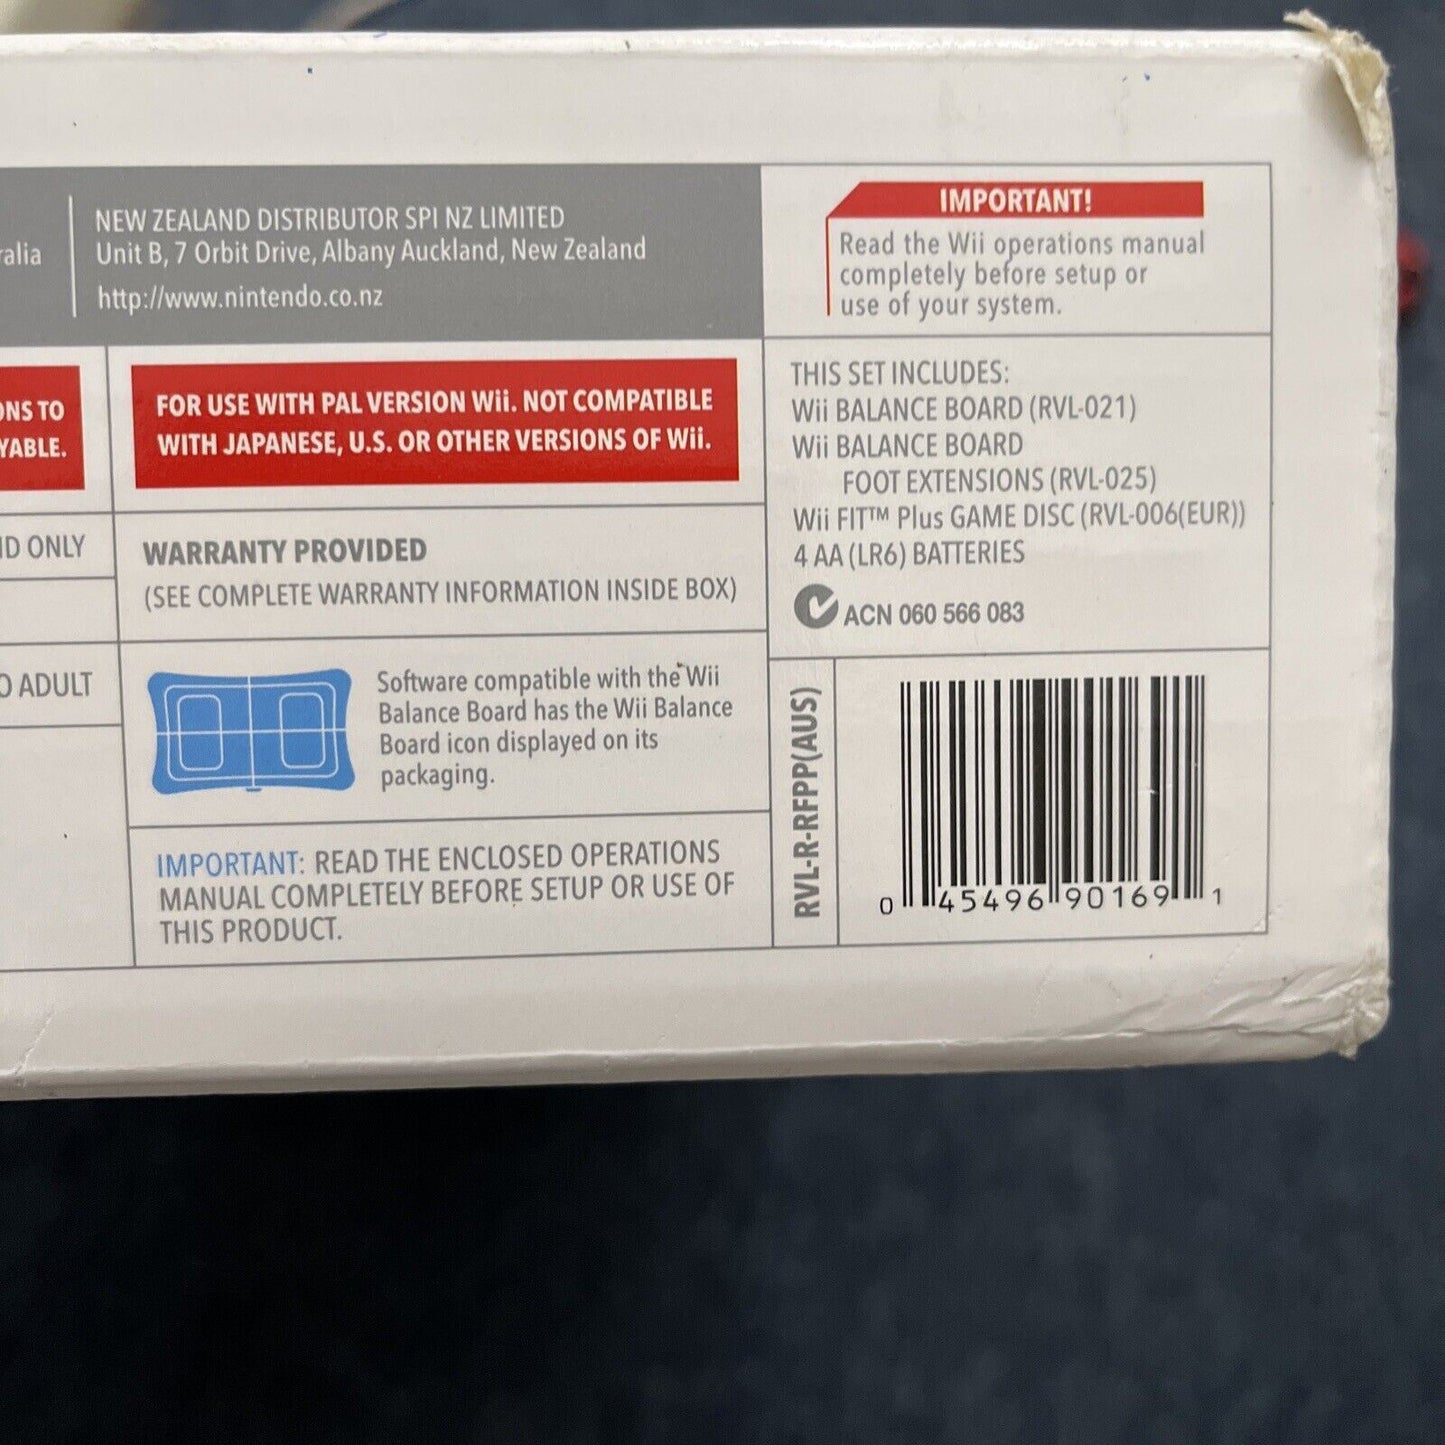 ralia
NEW ZEALAND DISTRIBUTOR SPI NZ LIMITED
Unit B, 7 Orbit Drive, Albany Auckland, New Zealand
http://www.nintendo.co.nz
IMPORTANT!
Read the Wii operations manual
completely before setup or
use of your system.
ONS TO
YABLE.
FOR USE WITH PAL VERSION Wii. NOT COMPATIBLE
WITH JAPANESE, U.S. OR OTHER VERSIONS OF Wii.
ONLY
WARRANTY PROVIDED
(SEE COMPLETE WARRANTY INFORMATION INSIDE BOX)
ADULT
Software compatible with the Wii
Balance Board has the Wii Balance
Board icon displayed on its
packaging.
IMPORTANT: READ THE ENCLOSED OPERATIONS
MANUAL COMPLETELY BEFORE SETUP OR USE OF
THIS PRODUCT.
THIS SET INCLUDES:
Wii BALANCE BOARD (RVL-021)
Wii BALANCE BOARD
FOOT EXTENSIONS (RVL-025)
Wii FIT™ Plus GAME DISC (RVL-006(EUR))
4 AA (LR6) BATTERIES
ACN 060 566 083
RVL-R-RFPP(AUS)
0 45496 90169 1